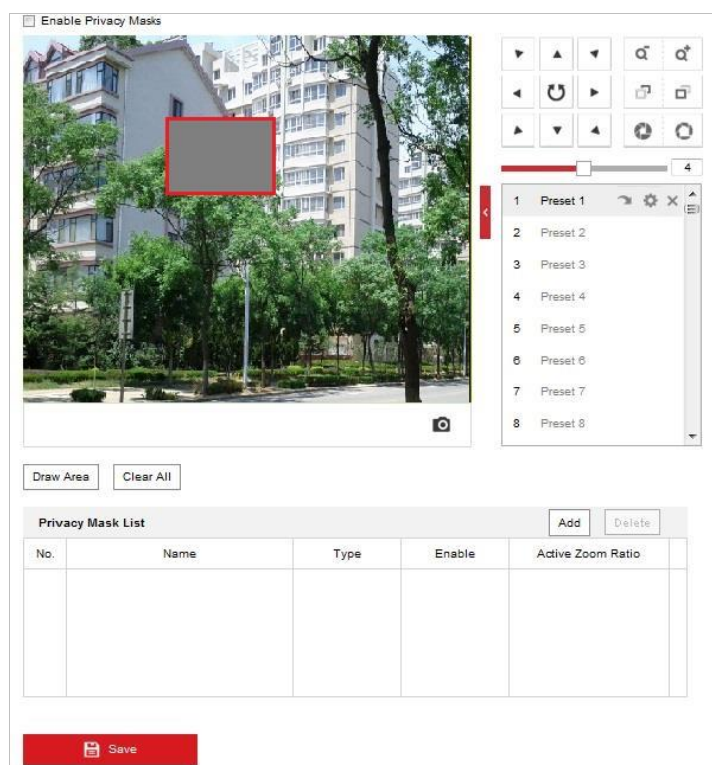 Enable Privacy Masks
4
1 Preset 1
2 Preset 2
3 Preset 3
4 Preset 4
5 Preset 5
6 Preset 6
7 Preset 7
8 Preset 8
Draw Area Clear All
Privacy Mask List Add Delete
No. Name Type Enable Active Zoom Ratio
Save